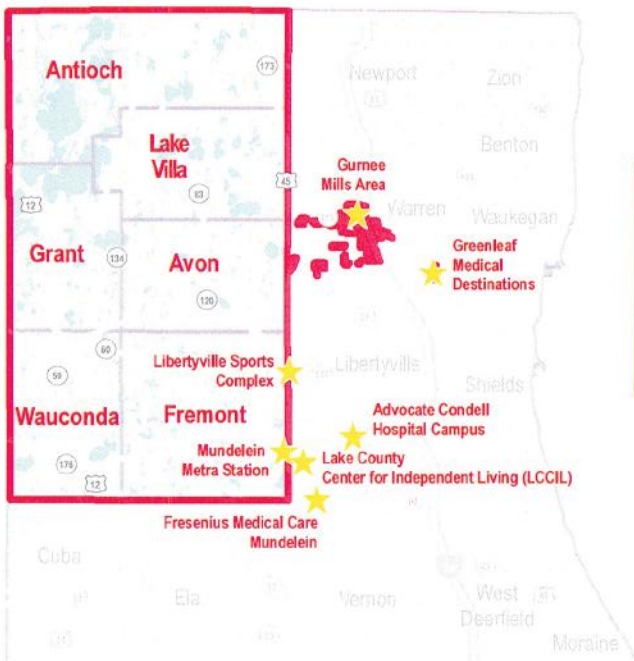 Antioch
173
Newport
Zion
Lake
Villa
Benton
45
Gurnee
Mills Area
12
83
Warren
Waukegan
Grant
134
Avon
Greenleaf
Medical
Destinations
120
60
Libertyville Sports
Complex
Libertyville
59
Shields
Wauconda
Fremont
Advocate Condell
Hospital Campus
Mundelein
Metra Station
Lake County
Center for Independent Living (LCCIL)
176
12
Fresenius Medical Care
Mundelein
Cuba
Ela
Vernon
West
Deerfield
Moraine